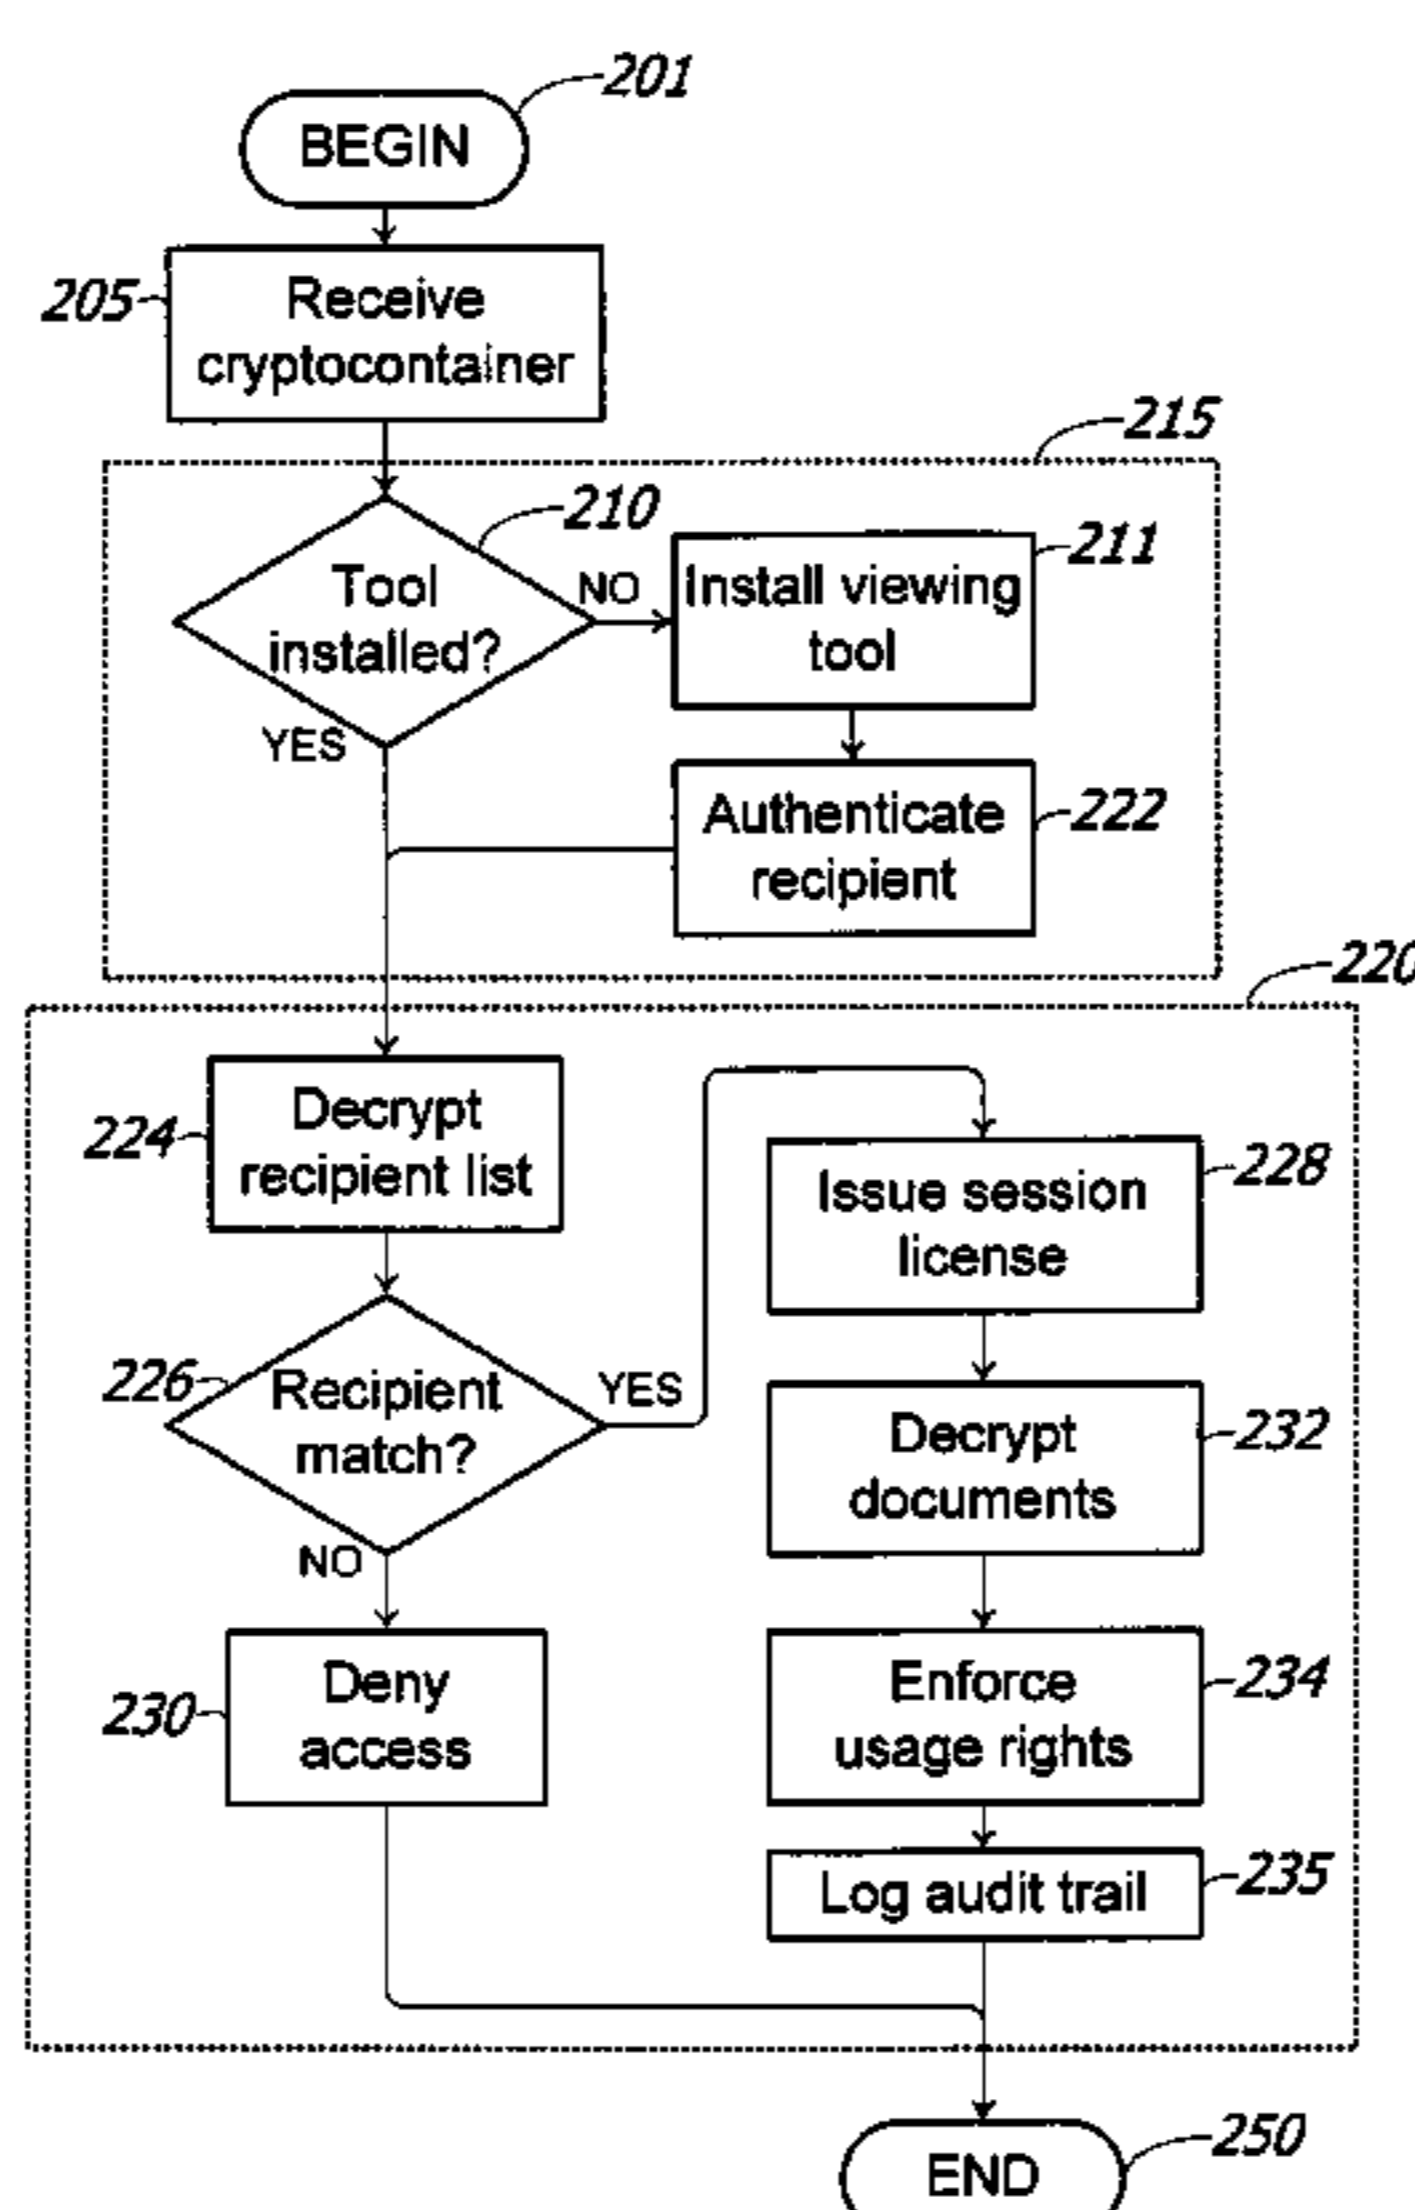 201
BEGIN
205
Receive
cryptocontainer
215
210
Tool
installed?
NO
YES
211
Install viewing
tool
222
Authenticate
recipient
220
224
Decrypt
recipient list
226
Recipient
match?
YES
NO
228
Issue session
license
232
Decrypt
documents
230
Deny
access
234
Enforce
usage rights
235
Log audit trail
250
END